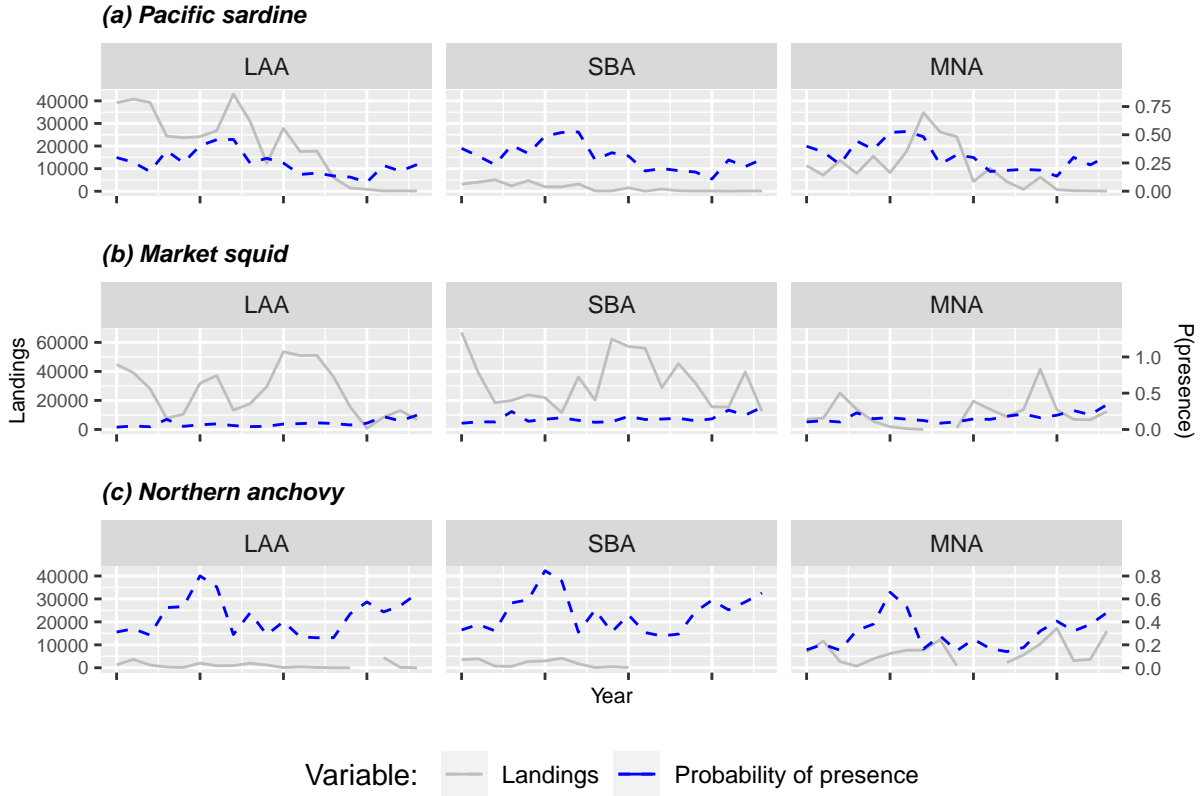 (a) Pacific sardine
LAA SBA MNA
40000
30000
20000
10000
0
0.75
0.50
0.25
0.00
(b) Market squid
LAA SBA MNA
60000
40000
20000
0
1.0
0.5
0.0
Landings
P(presence)
(c) Northern anchovy
LAA SBA MNA
40000
30000
20000
10000
0
0.8
0.6
0.4
0.2
0.0
Year
Variable: Landings Probability of presence